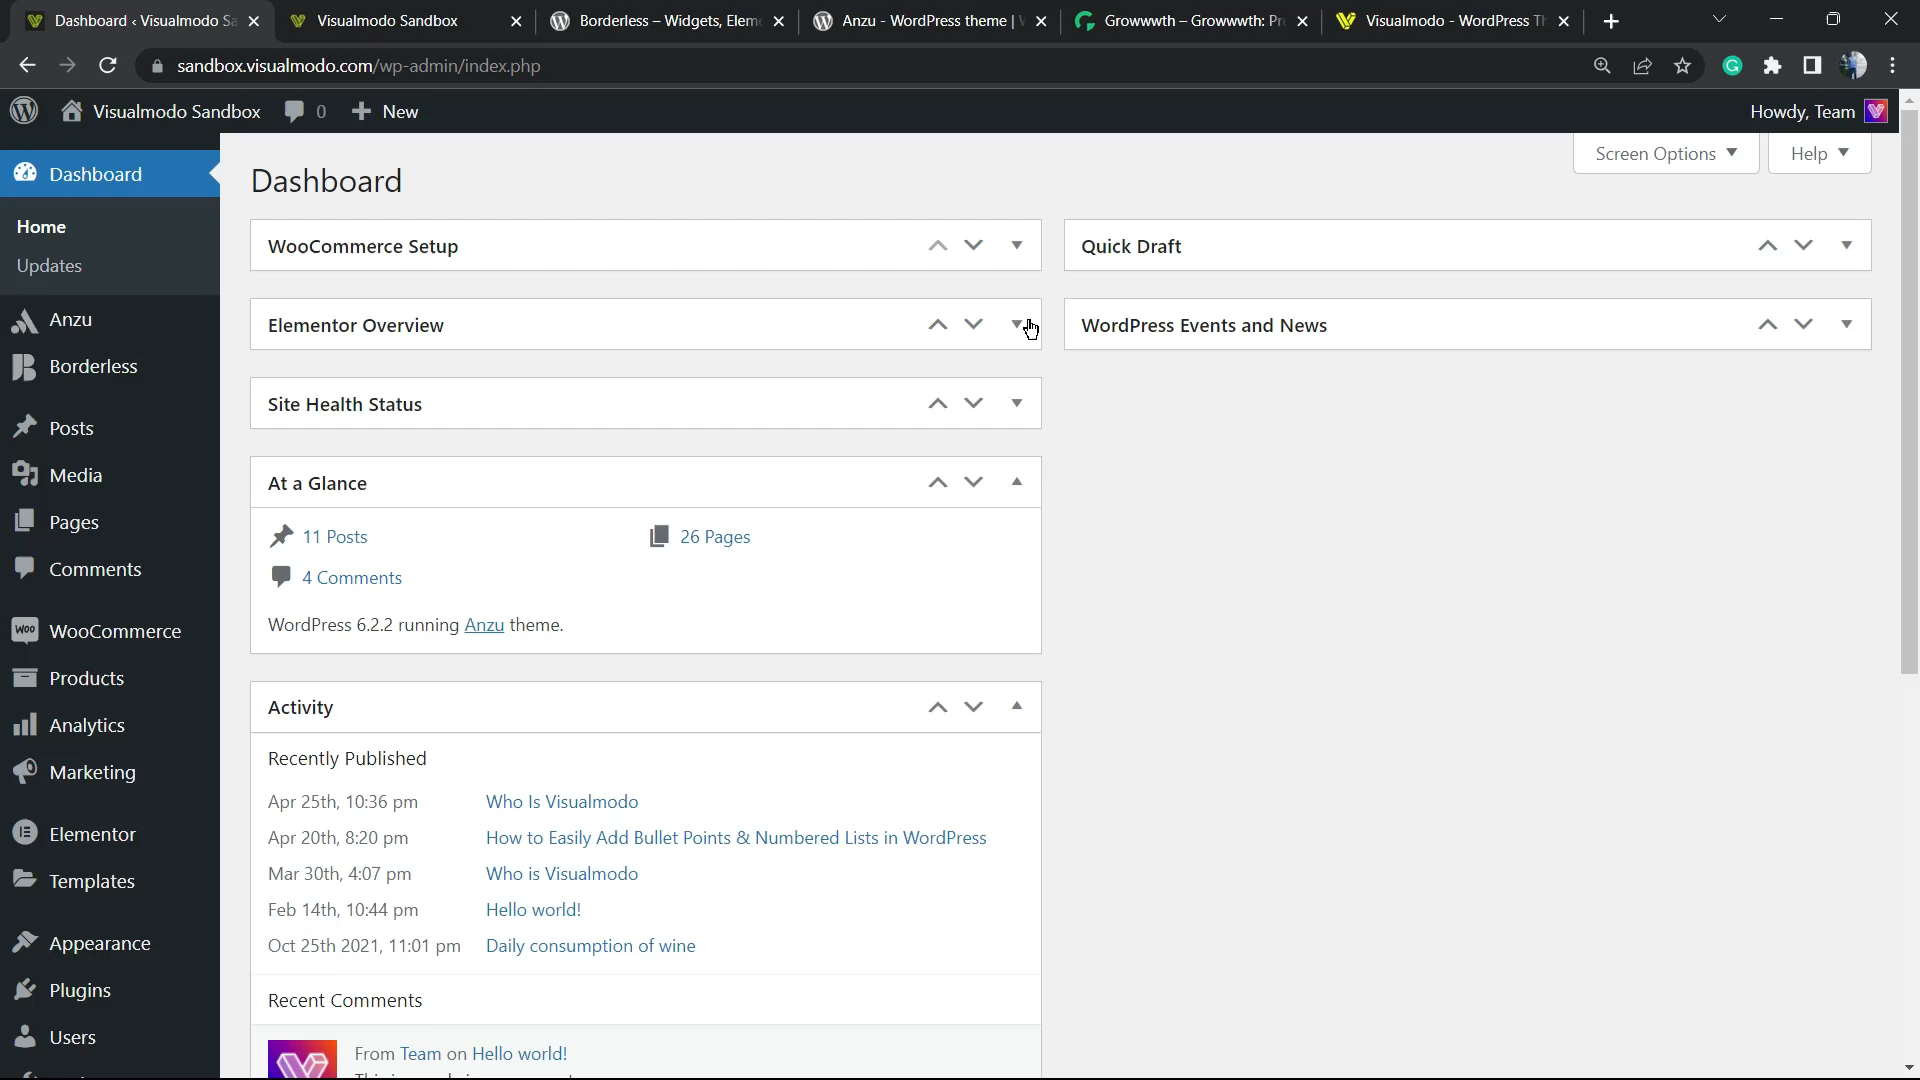 Dashboard ‹ Visualmodo Sa
Visualmodo Sandbox
Borderless – Widgets, Elem
Anzu - WordPress theme |
Growwwth – Growwwth: Pr
Visualmodo - WordPress Th
sandbox.visualmodo.com/wp-admin/index.php
Visualmodo Sandbox
0
New
Howdy, Team
Screen Options
Help
Dashboard
Home
Updates
Anzu
Borderless
Posts
Media
Pages
Comments
WOO WooCommerce
Products
Analytics
Marketing
Elementor
Templates
Appearance
Plugins
Users
Dashboard
WooCommerce Setup
Elementor Overview
Site Health Status
At a Glance
11 Posts
26 Pages
4 Comments
WordPress 6.2.2 running Anzu theme.
Activity
Recently Published
Apr 25th, 10:36 pm Who Is Visualmodo
Apr 20th, 8:20 pm How to Easily Add Bullet Points & Numbered Lists in WordPress
Mar 30th, 4:07 pm Who is Visualmodo
Feb 14th, 10:44 pm Hello world!
Oct 25th 2021, 11:01 pm Daily consumption of wine
Recent Comments
From Team on Hello world!
Quick Draft
WordPress Events and News